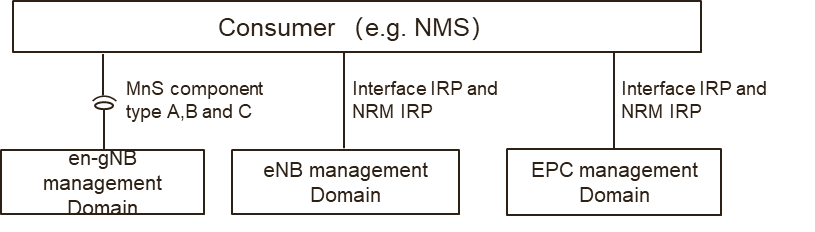 Consumer （e.g. NMS）
MnS component
type A,B and C
Interface IRP and
NRM IRP
Interface IRP and
NRM IRP
en-gNB
management
Domain
eNB management
Domain
EPC management
Domain